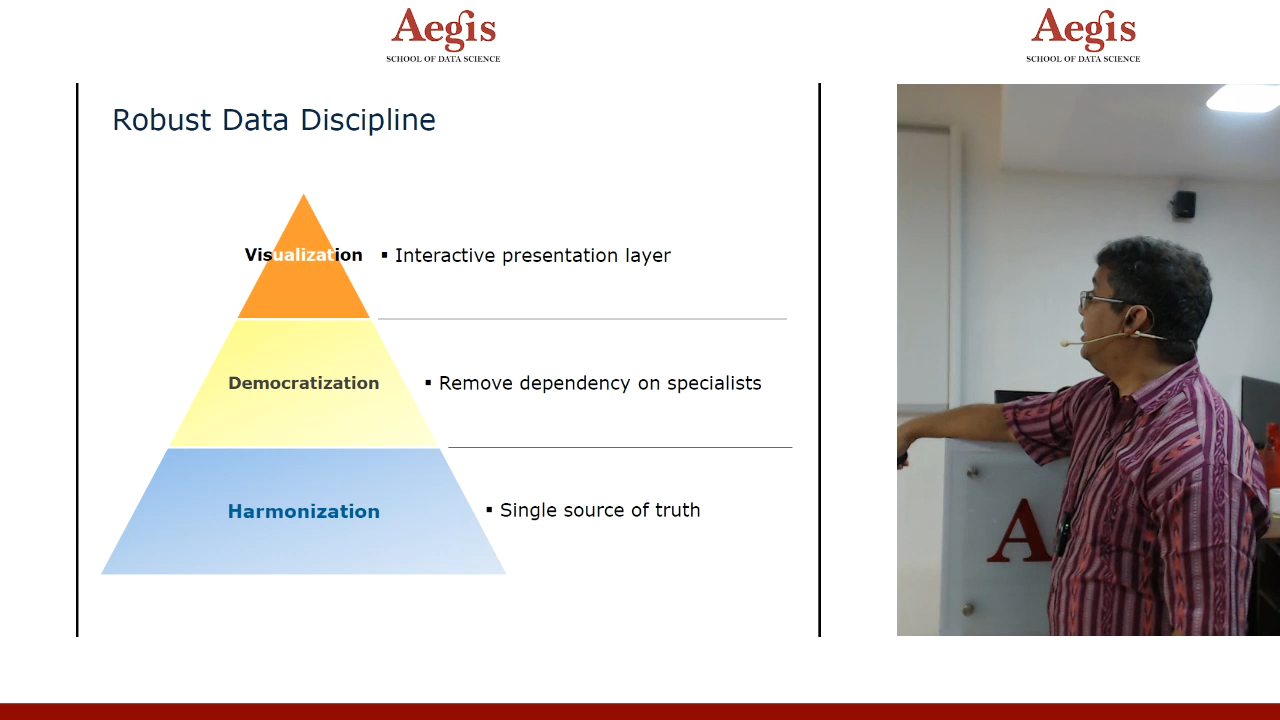 Aegis
SCHOOL OF DATA SCIENCE
Aegis
SCHOOL OF DATA SCIENCE
Robust Data Discipline
Visualization
▪ Interactive presentation layer
Democratization
▪ Remove dependency on specialists
Harmonization
▪ Single source of truth
A